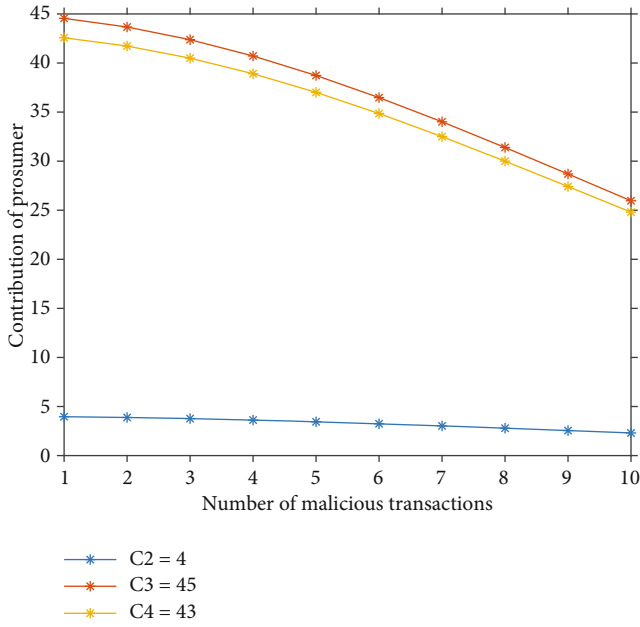 45
40
35
30
25
20
15
10
5
0
Contribution of prosumer
1 2 3 4 5 6 7 8 9 10
Number of malicious transactions
C2 = 4
C3 = 45
C4 = 43